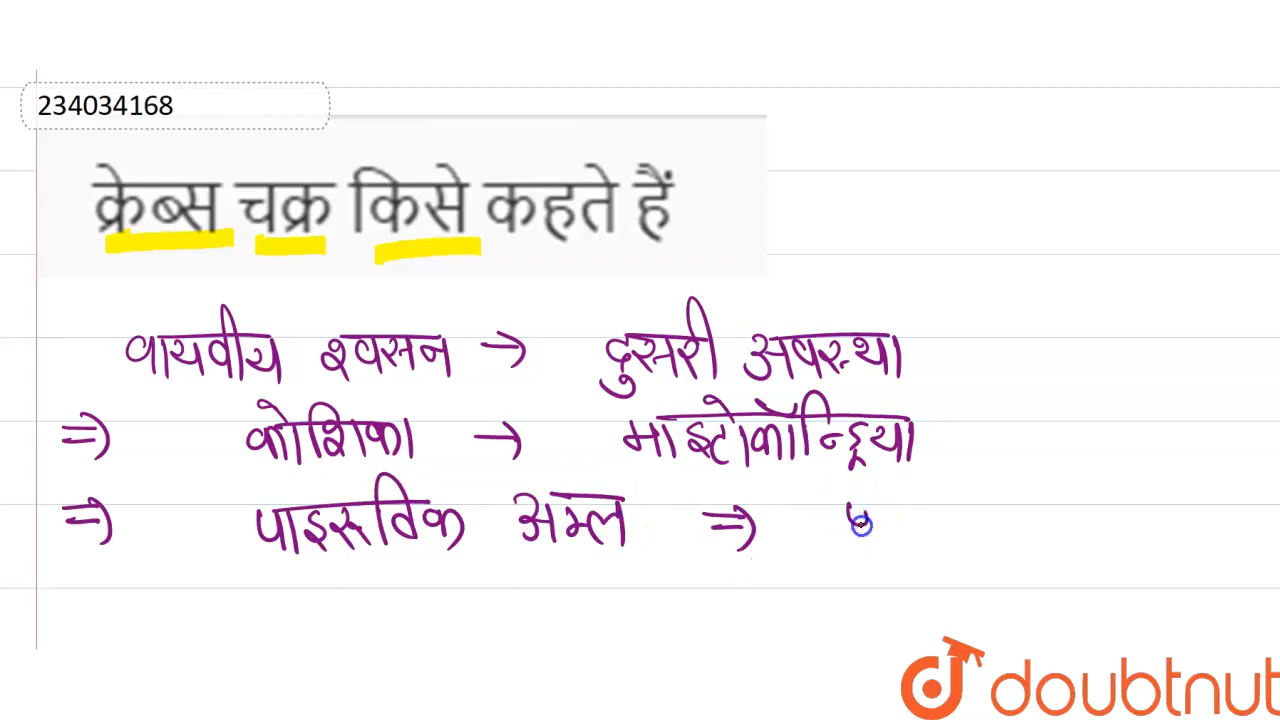 234034168
क्रेब्स चक्र किसे कहते हैं
वायवीय श्वसन → दुसरी अवस्था
⇒ कोशिका → माइटोकॉन्ड्रिया
⇒ पाइरुविक अम्ल ⇒
doubtnut